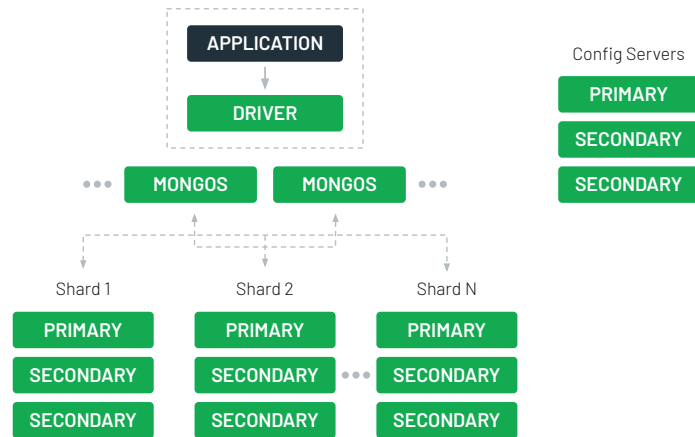 APPLICATION
DRIVER
Config Servers
PRIMARY
SECONDARY
SECONDARY
MONGOS MONGOS
Shard 1 Shard 2 Shard N
PRIMARY PRIMARY PRIMARY
SECONDARY SECONDARY SECONDARY
SECONDARY SECONDARY SECONDARY